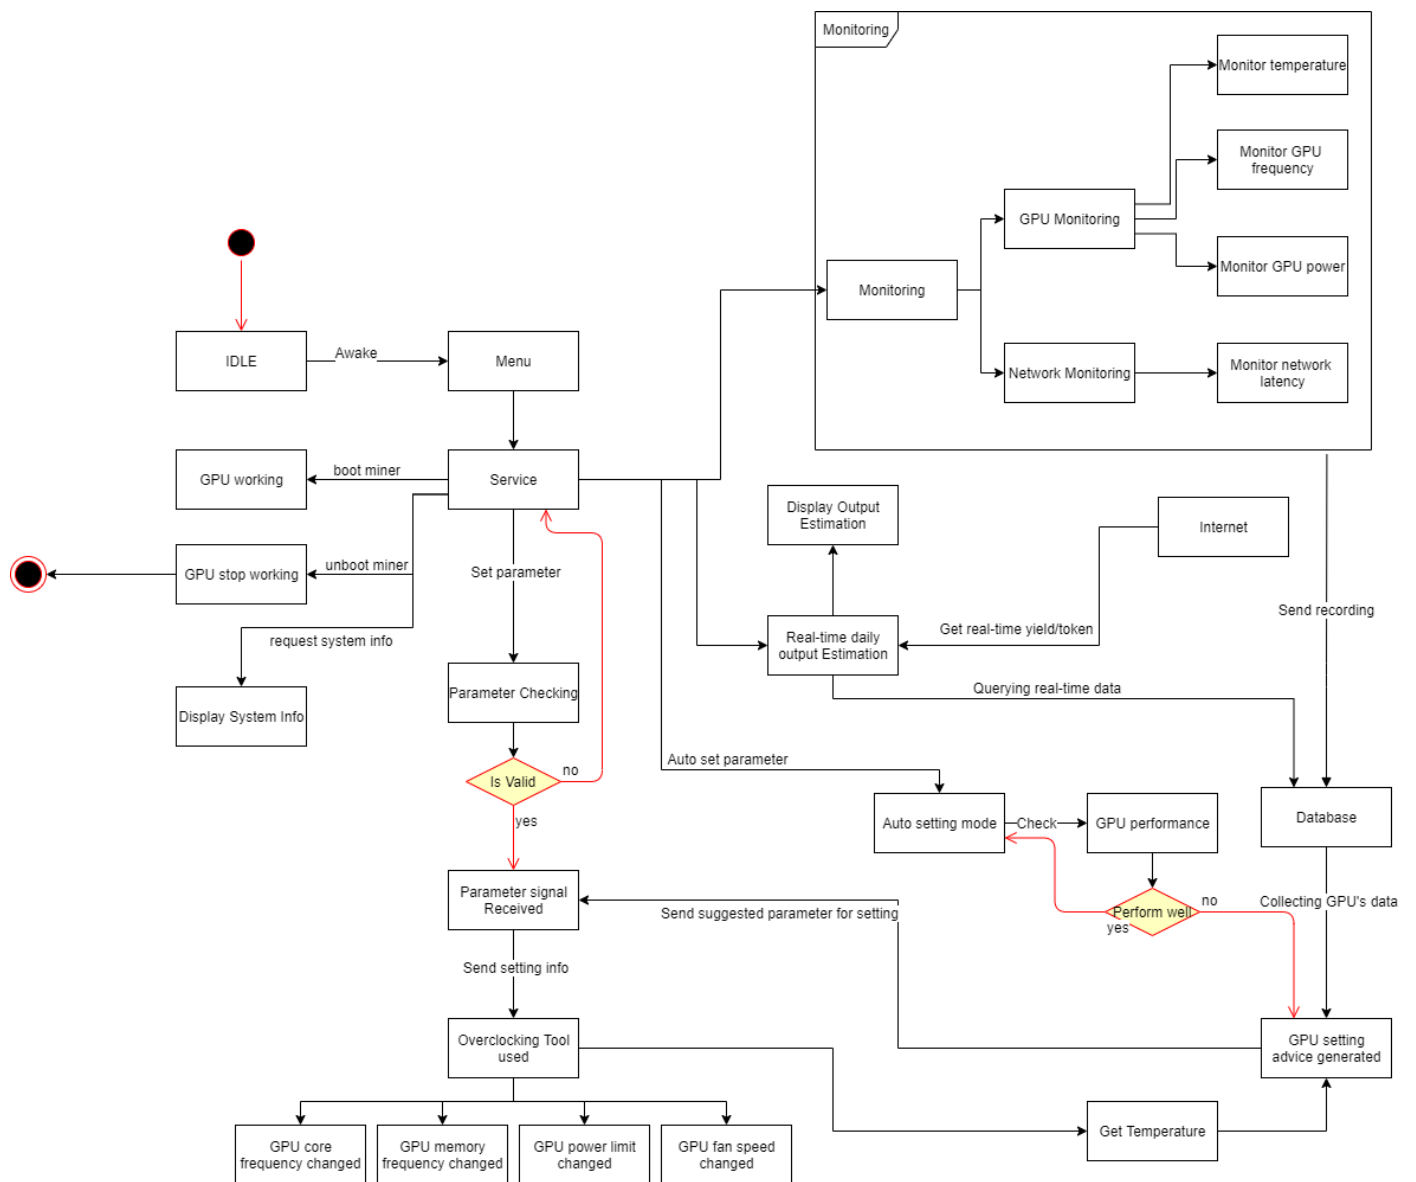 Monitoring
Monitor temperature
Monitor GPU
frequency
GPU Monitoring
Monitor GPU power
Monitoring
IDLE
Awake
Menu
Network Monitoring
Monitor network
latency
GPU working
boot miner
Service
Display Output
Estimation
Internet
GPU stop working
unboot miner
Set parameter
Send recording
request system info
Real-time daily
output Estimation
Get real-time yield/token
Parameter Checking
Querying real-time data
Display System Info
Auto set parameter
Is Valid
no
yes
Auto setting mode
Check
GPU performance
Database
Parameter signal
Received
Send suggested parameter for setting
Perform well
no
yes
Collecting GPU's data
Send setting info
Overclocking Tool
used
GPU setting
advice generated
GPU core
frequency changed
GPU memory
frequency changed
GPU power limit
changed
GPU fan speed
changed
Get Temperature